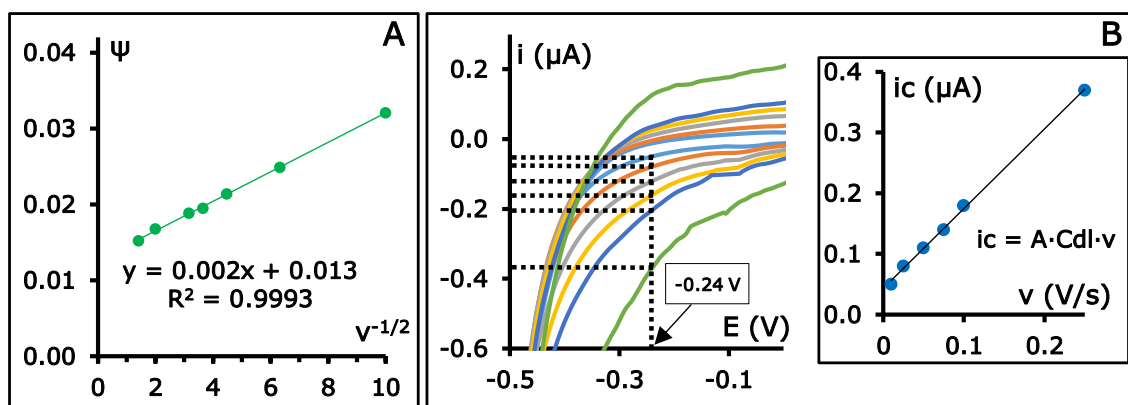 A
Ψ
0.04
0.03
0.02
0.01
0.00
y = 0.002x + 0.013
R² = 0.9993
v⁻¹/²
0 2 4 6 8 10
B
i (µA)
0.2
0.0
-0.2
-0.4
-0.6
-0.24 V
E (V)
-0.5 -0.3 -0.1
ic (µA)
0.4
0.3
0.2
0.1
0.0
ic = A·Cdl·v
v (V/s)
0 0.1 0.2